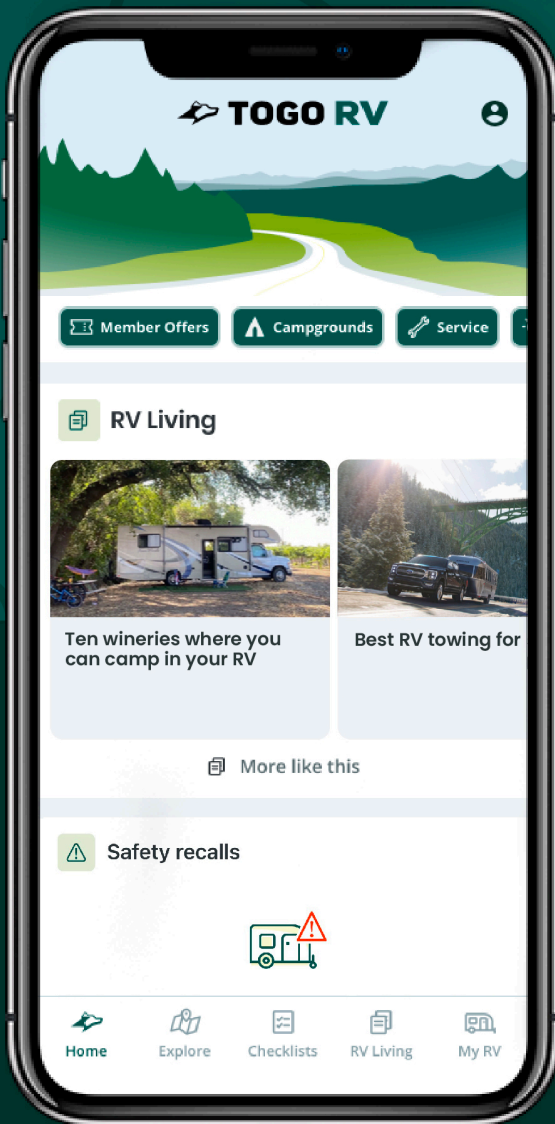 TOGO RV
Member Offers
Campgrounds
Service
RV Living
Ten wineries where you
can camp in your RV
Best RV towing for
More like this
Safety recalls
Home
Explore
Checklists
RV Living
My RV